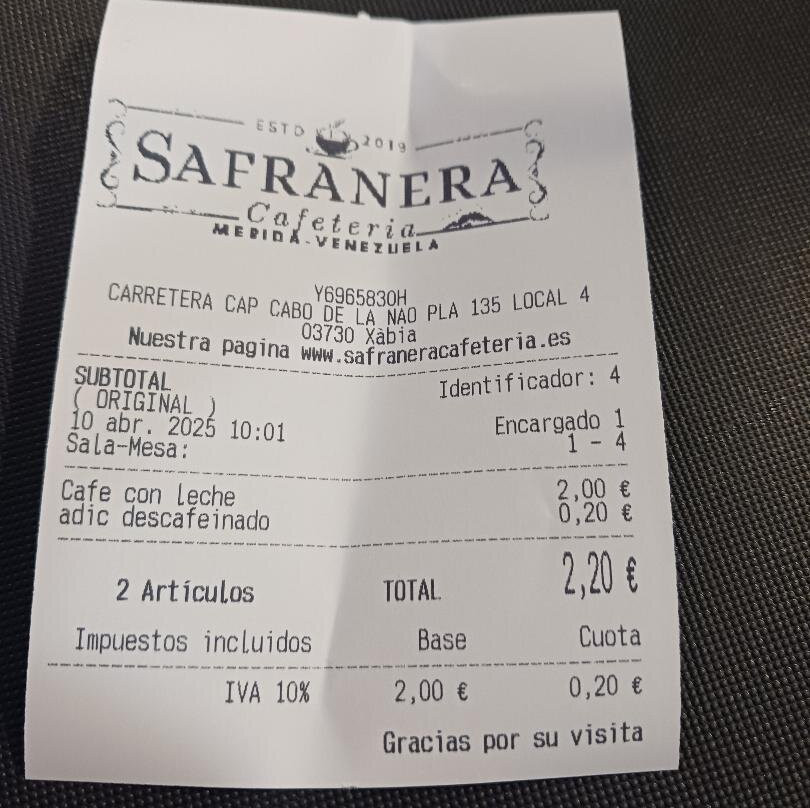 ESTD 2019
SAFRANERA
Cafeteria
MERIDA-VENEZUELA
Y6965830H
CARRETERA CAP CABO DE LA NAO PLA 135 LOCAL 4
03730 Xàbia
Nuestra pagina www.safraneracafeteria.es
SUBTOTAL Identificador: 4
( ORIGINAL )
10 abr. 2025 10:01 Encargado 1
Sala-Mesa: 1 - 4
Cafe con leche 2,00 €
adic descafeinado 0,20 €
2 Artículos TOTAL 2,20 €
Impuestos incluidos Base Cuota
IVA 10% 2,00 € 0,20 €
Gracias por su visita